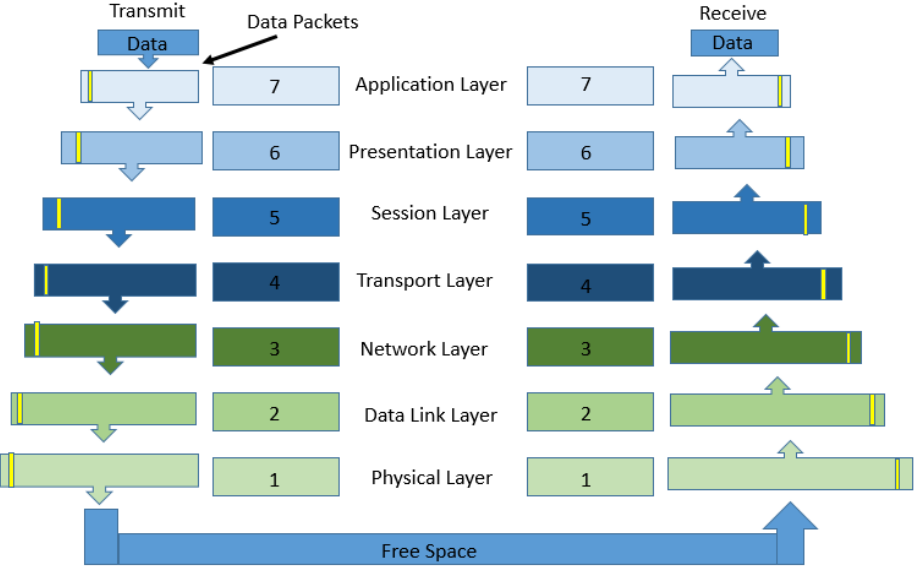 Transmit
Data Packets
Receive
Data
Data
7
Application Layer
7
6
Presentation Layer
6
5
Session Layer
5
4
Transport Layer
4
3
Network Layer
3
2
Data Link Layer
2
1
Physical Layer
1
Free Space